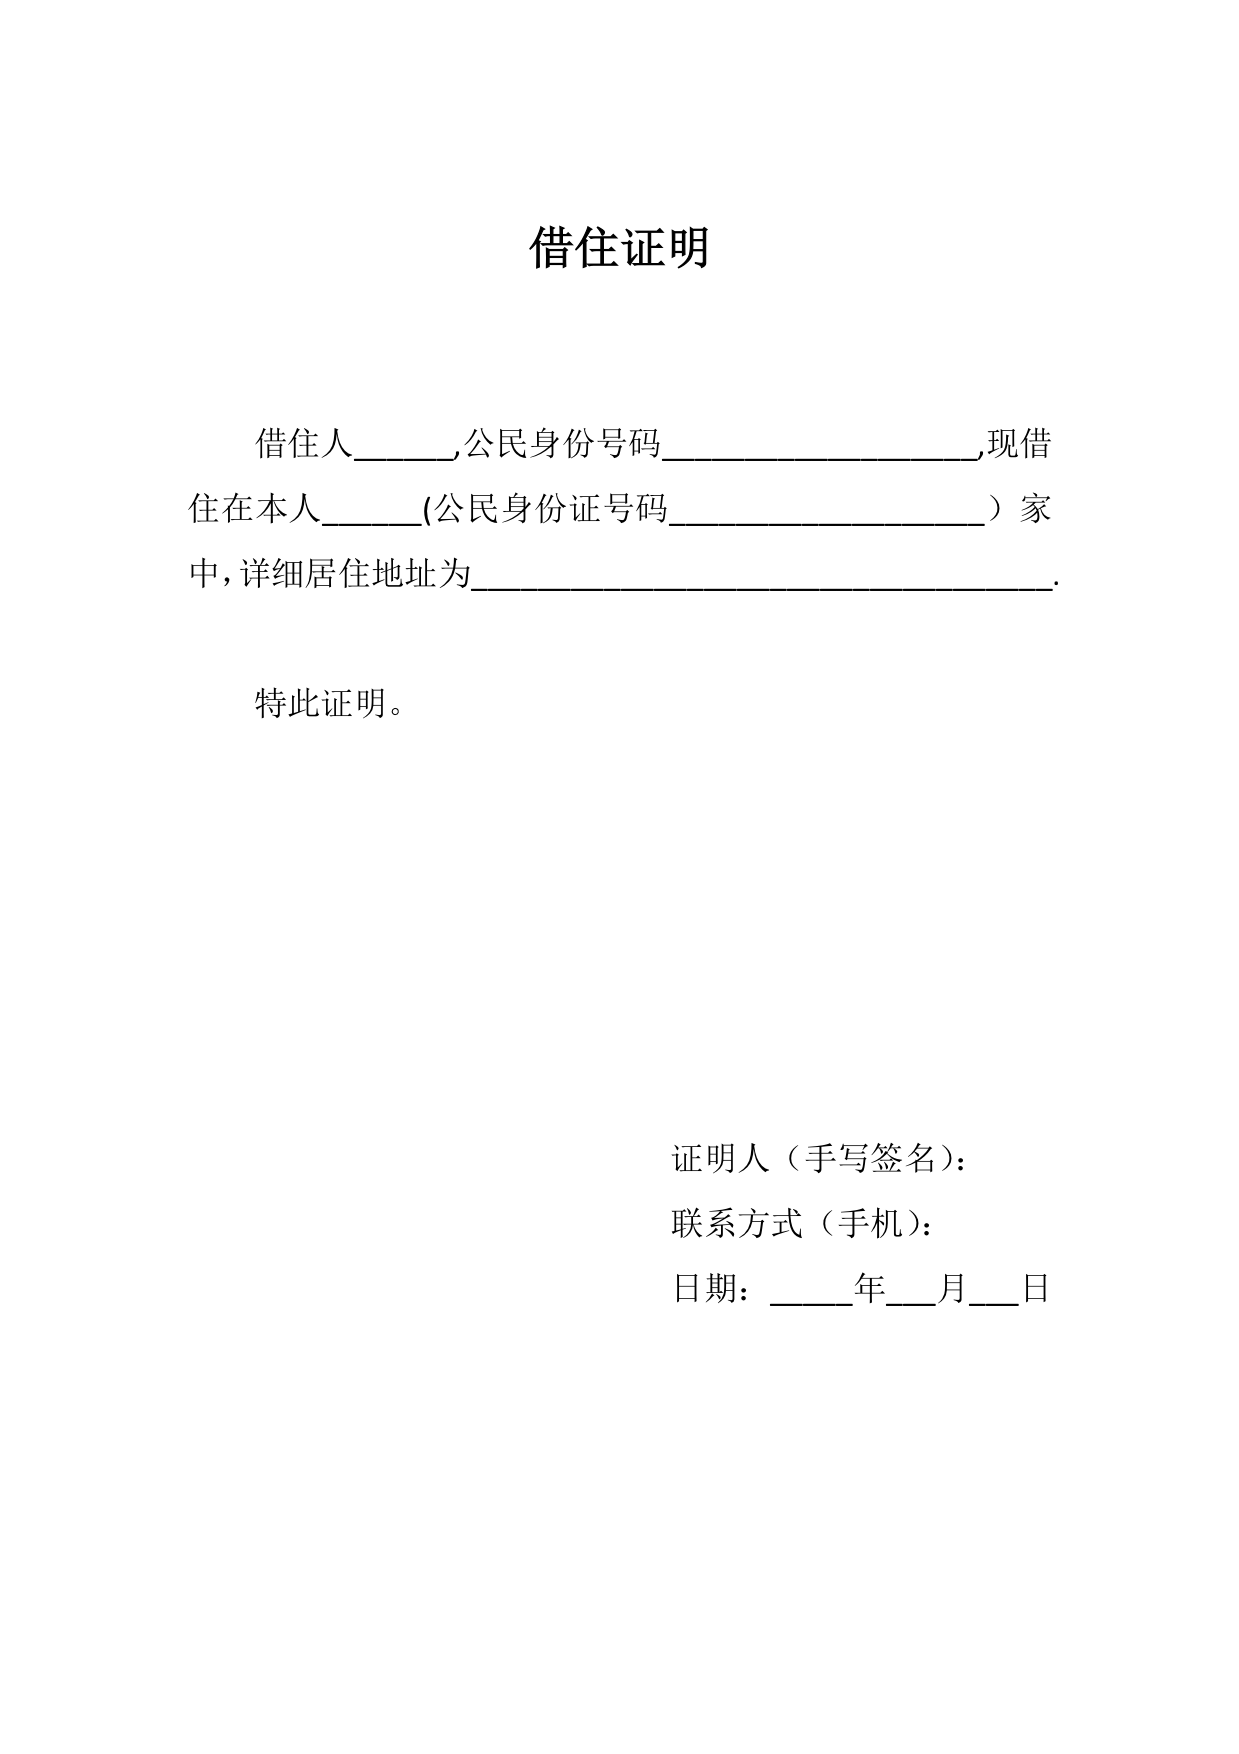 借住证明
借住人______,公民身份号码___________________,现借
住在本人______(公民身份证号码___________________）家
中,详细居住地址为___________________________________.
特此证明。
证明人（手写签名）：
联系方式（手机）：
日期：_____年___月___日